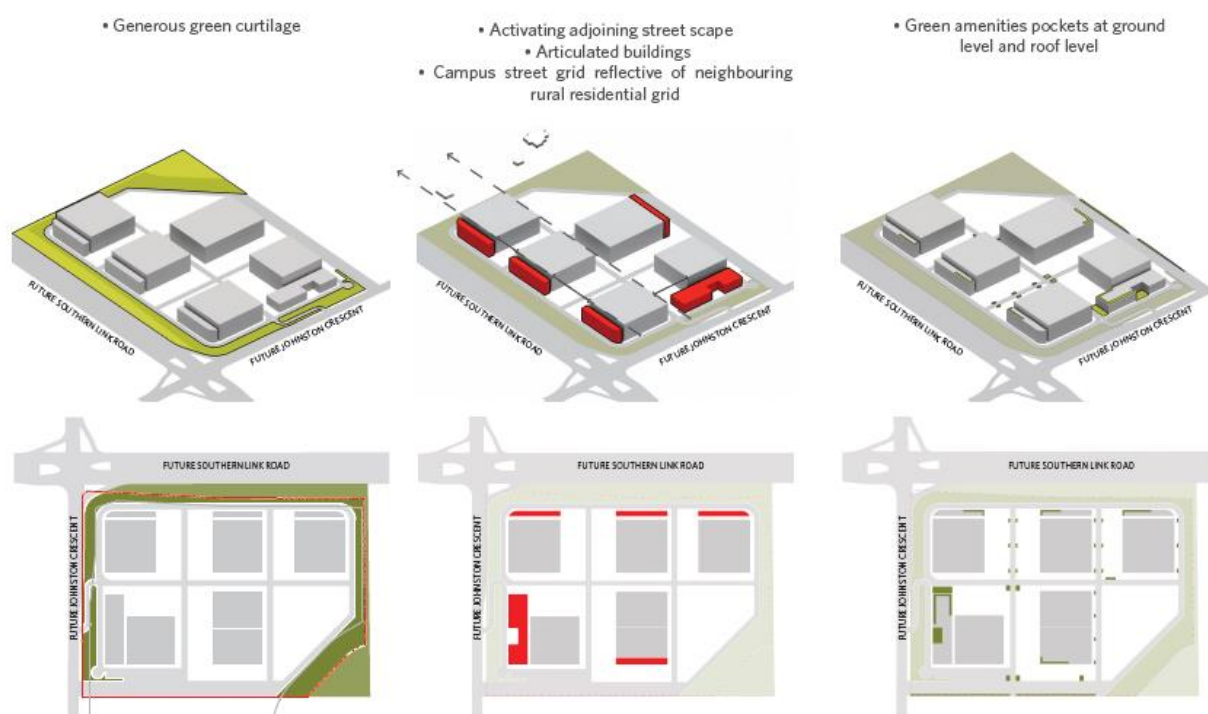 • Generous green curtilage
• Activating adjoining street scape
• Articulated buildings
• Campus street grid reflective of neighbouring
rural residential grid
• Green amenities pockets at ground
level and roof level
FUTURE SOUTHERN LINK ROAD
FUTURE JOHNSTON CRESCENT
FUTURE SOUTHERN LINK ROAD
FUTURE JOHNSTON CRESCENT
FUTURE SOUTHERN LINK ROAD
FUTURE JOHNSTON CRESCENT
FUTURE SOUTHERN LINK ROAD
FUTURE JOHNSTON CRESCENT
FUTURE SOUTHERN LINK ROAD
FUTURE JOHNSTON CRESCENT
FUTURE SOUTHERN LINK ROAD
FUTURE JOHNSTON CRESCENT